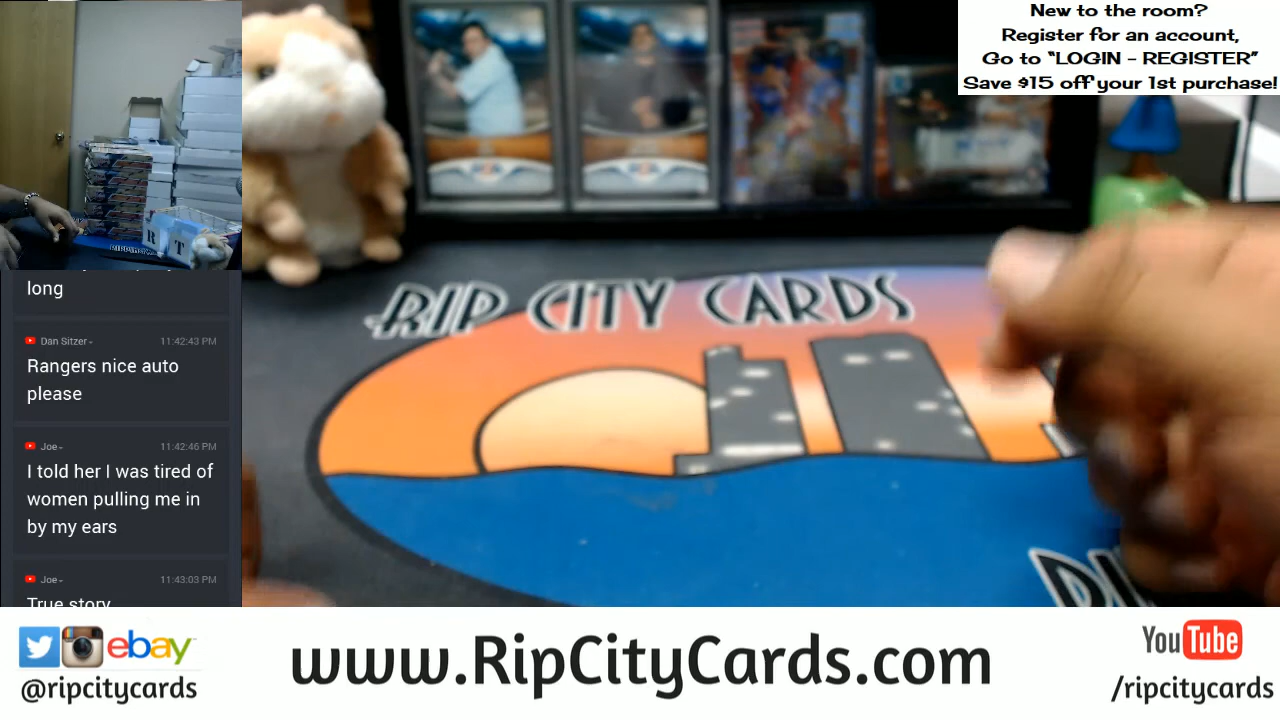 New to the room?
Register for an account,
Go to “LOGIN - REGISTER”
Save $15 off your 1st purchase!
R T
long
Dan Sitzer
11:42:43 PM
Rangers nice auto
please
Joe
11:42:46 PM
I told her I was tired of
women pulling me in
by my ears
Joe
11:43:03 PM
True story
RIP CITY CARDS
ebay
@ripcitycards
www.RipCityCards.com
YouTube
/ripcitycards